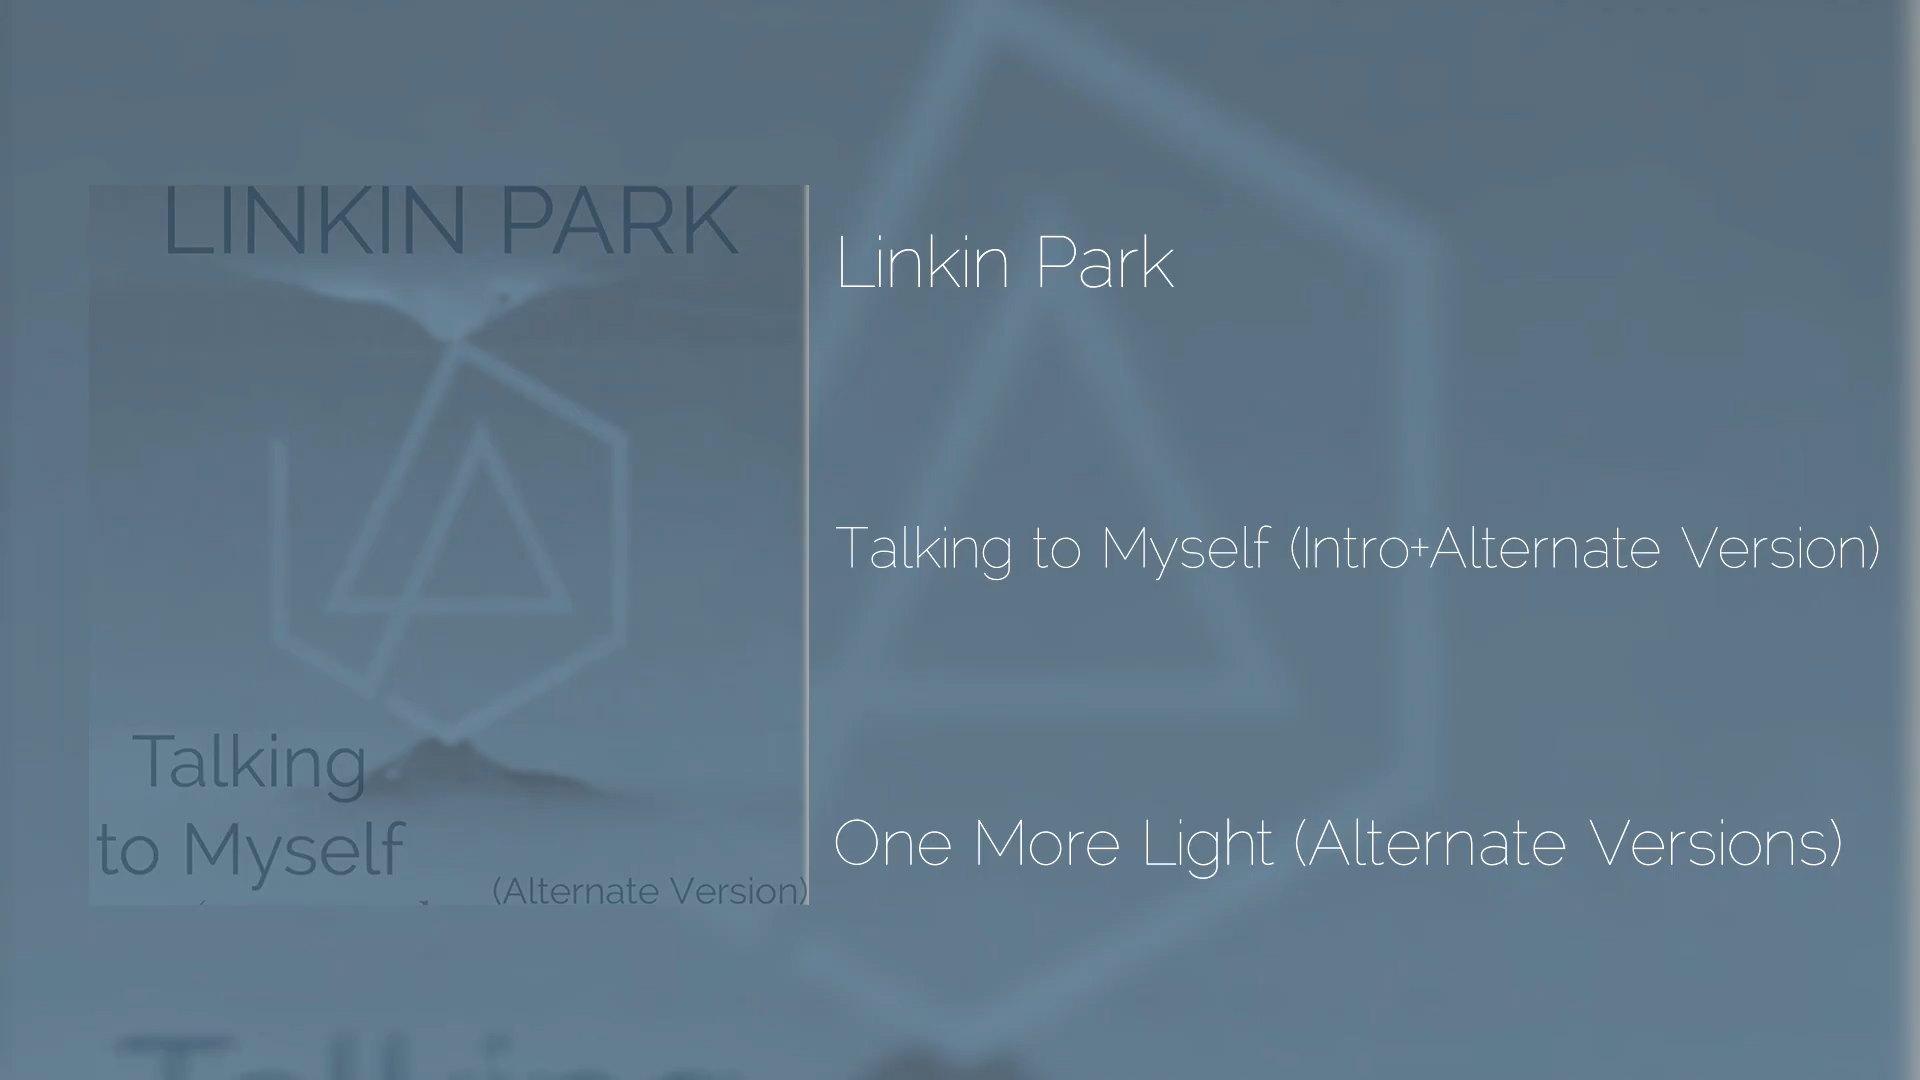 LINKIN PARK
Talking
to Myself
(Alternate Version)
Linkin Park
Talking to Myself (Intro+Alternate Version)
One More Light (Alternate Versions)
Talking